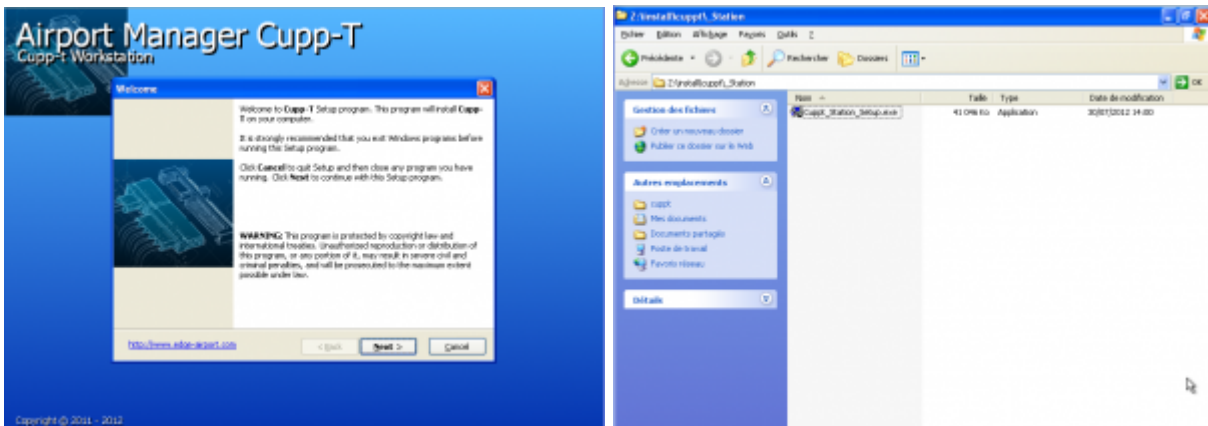 Airport Manager Cupp-T
Cupp-t Workstation
Welcome
Welcome to Cupp-T Setup program. This program will install Cupp-
T on your computer.
It is strongly recommended that you exit Windows programs before
running this Setup program.
Click Cancel to quit Setup and then close any program you have
running. Click Next to continue with this Setup program.
WARNING: This program is protected by copyright law and
international treaties. Unauthorized reproduction or distribution of
this program, or any portion of it, may result in severe civil and
criminal penalties, and will be prosecuted to the maximum extent
possible under law.
< Back
Next >
Cancel
Copyright © 2011 - 2012
Z:\install\cuppt\_Station
Fichier Edition Affichage Favoris Outils ?
Précédente
Rechercher
Dossiers
Adresse
Z:\install\cuppt\_Station
OK
Nom
Taille
Type
Date de modification
Cuppt_Station_Setup.exe
41 096 Ko
Application
30/07/2012 14:00
Gestion des fichiers
Créer un nouveau dossier
Publier ce dossier sur le Web
Autres emplacements
cuppt
Mes documents
Documents partagés
Poste de travail
Favoris réseau
Détails